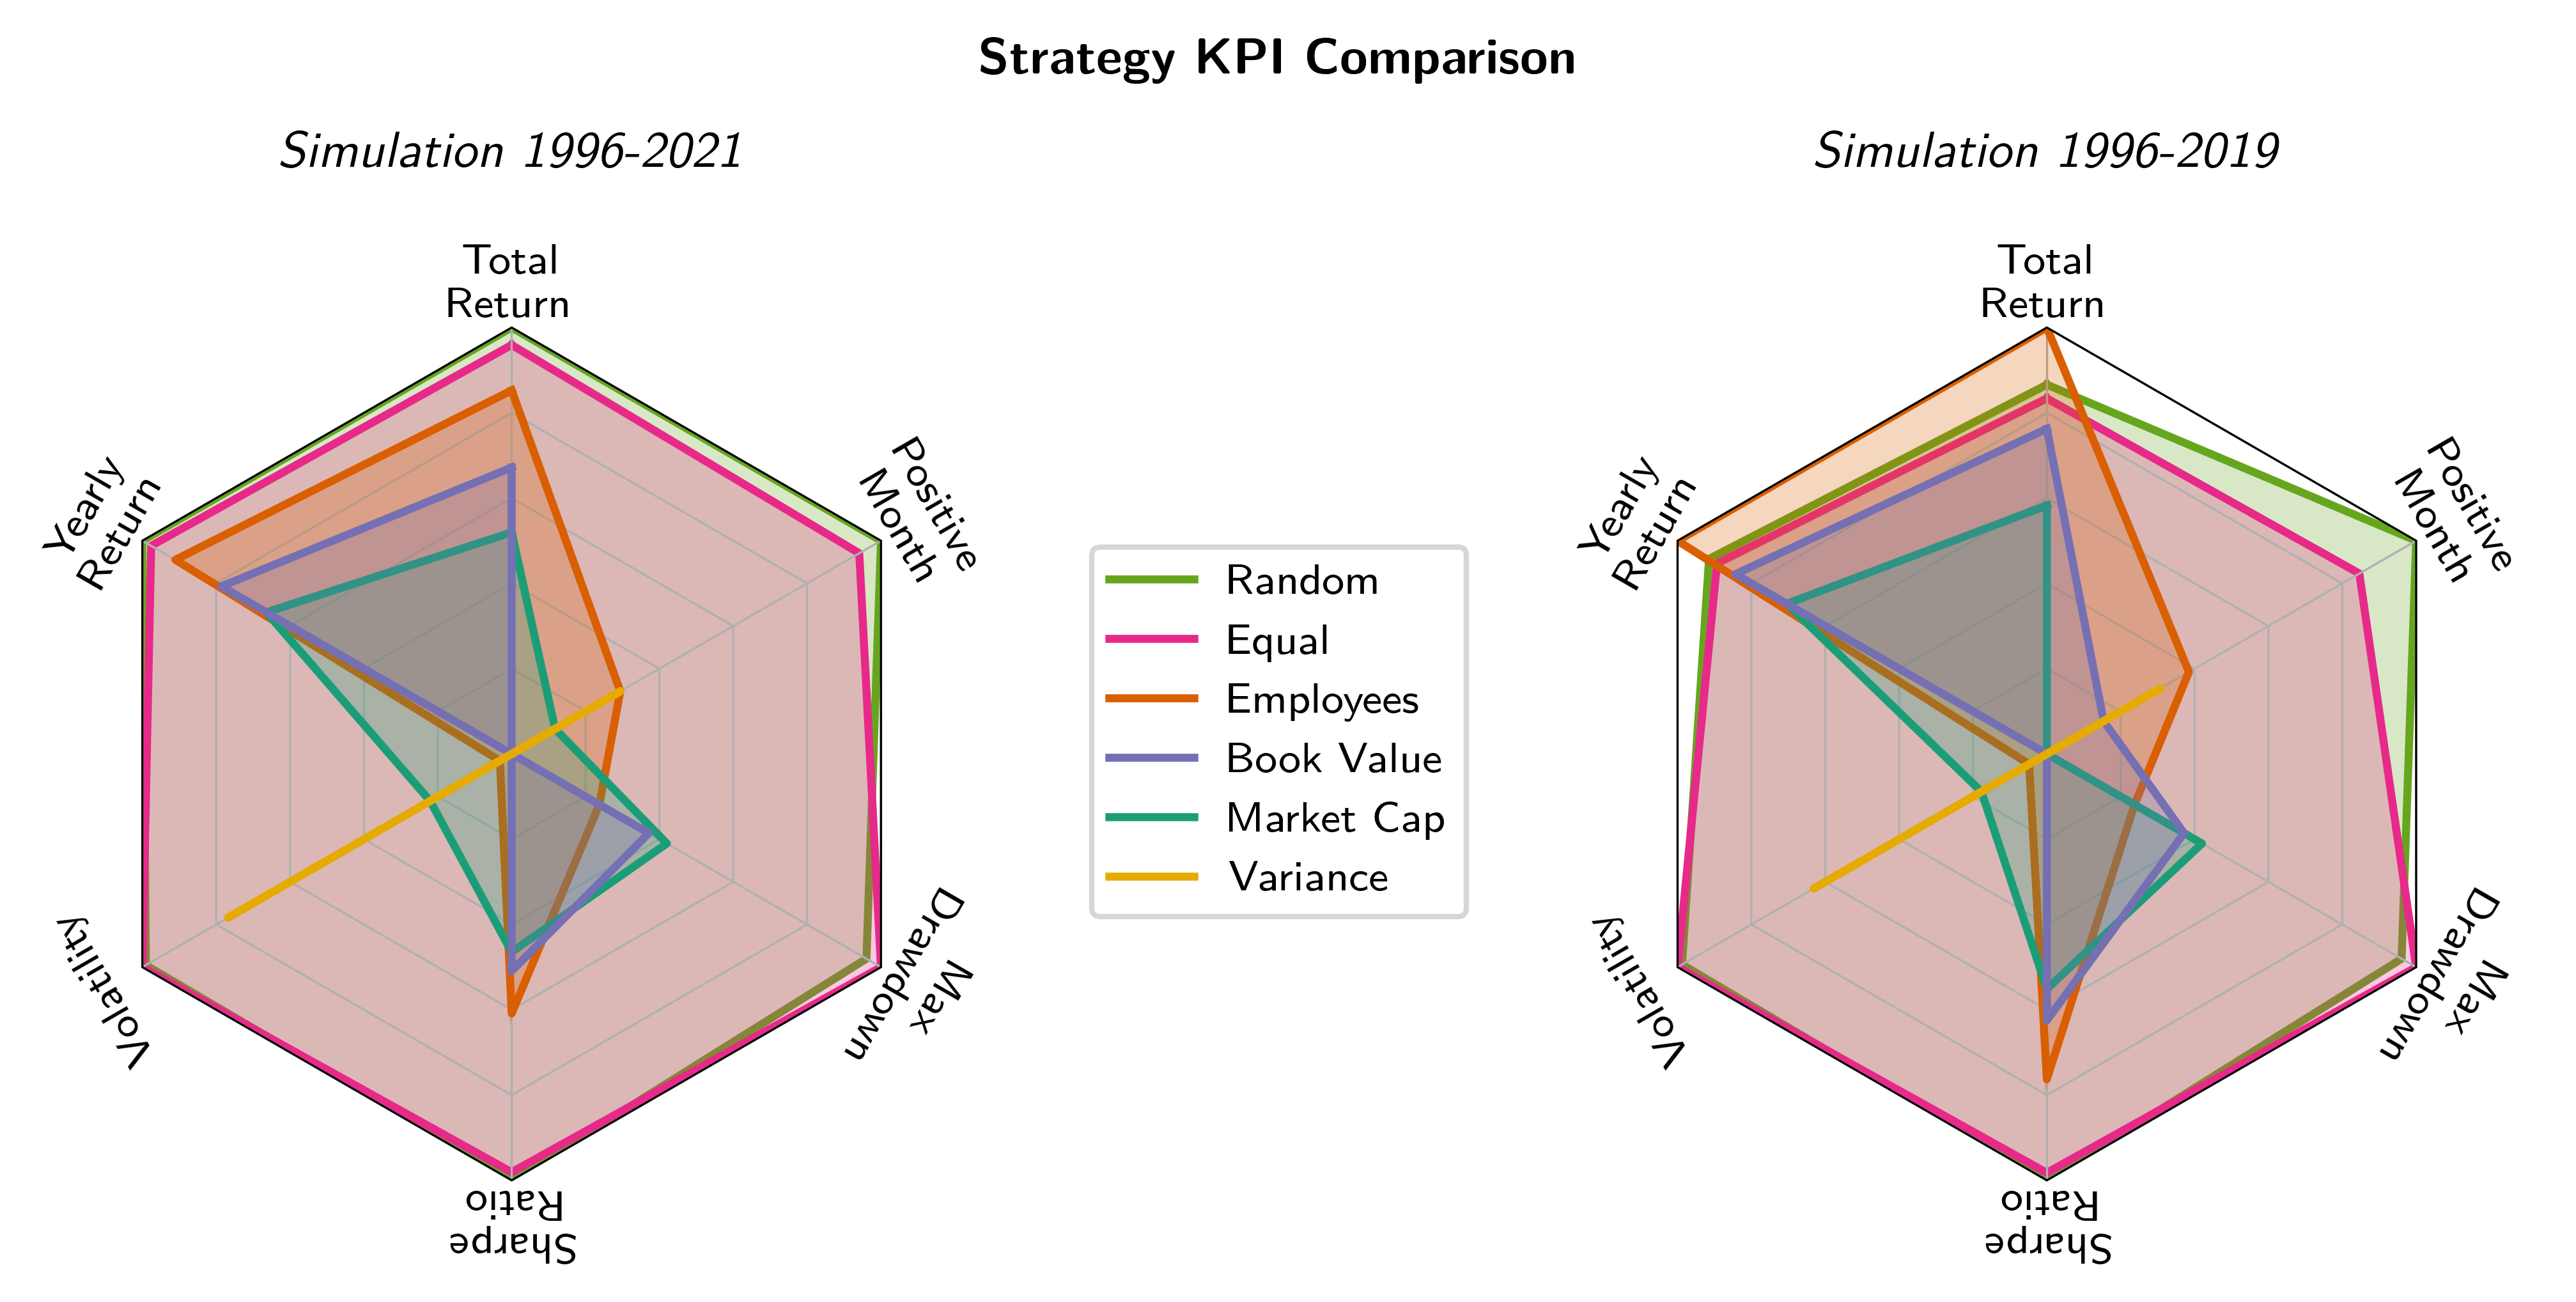 Strategy KPI Comparison
Simulation 1996-2021
Simulation 1996-2019
Total
Return
Positive
Month
Yearly
Return
Max
Drawdown
Volatility
Sharpe
Ratio
Random
Equal
Employees
Book Value
Market Cap
Variance
Total
Return
Positive
Month
Yearly
Return
Max
Drawdown
Volatility
Sharpe
Ratio